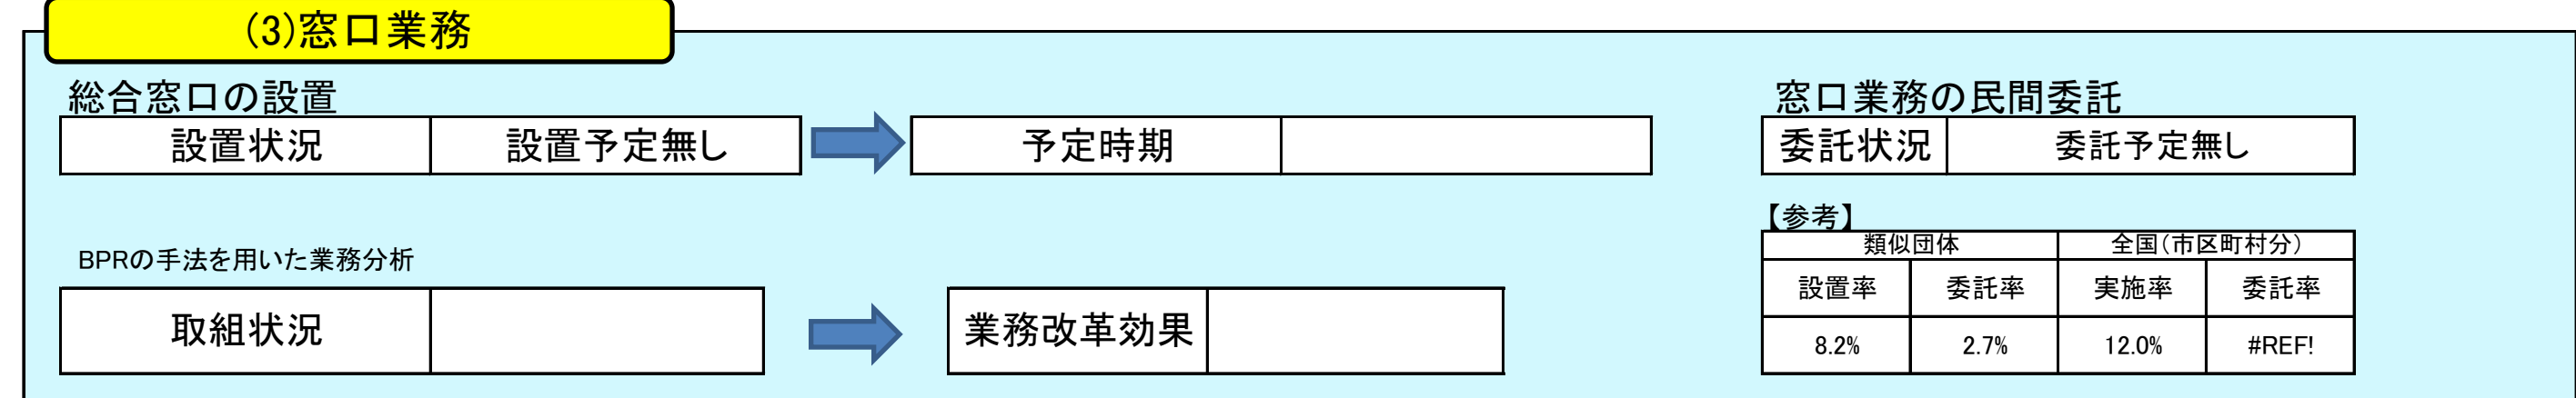 (3)窓口業務
総合窓口の設置
設置状況 設置予定無し 予定時期
窓口業務の民間委託
委託状況 委託予定無し
BPRの手法を用いた業務分析
取組状況 業務改革効果
【参考】
類似団体 全国(市区町村分)
設置率 委託率 実施率 委託率
8.2% 2.7% 12.0% #REF!